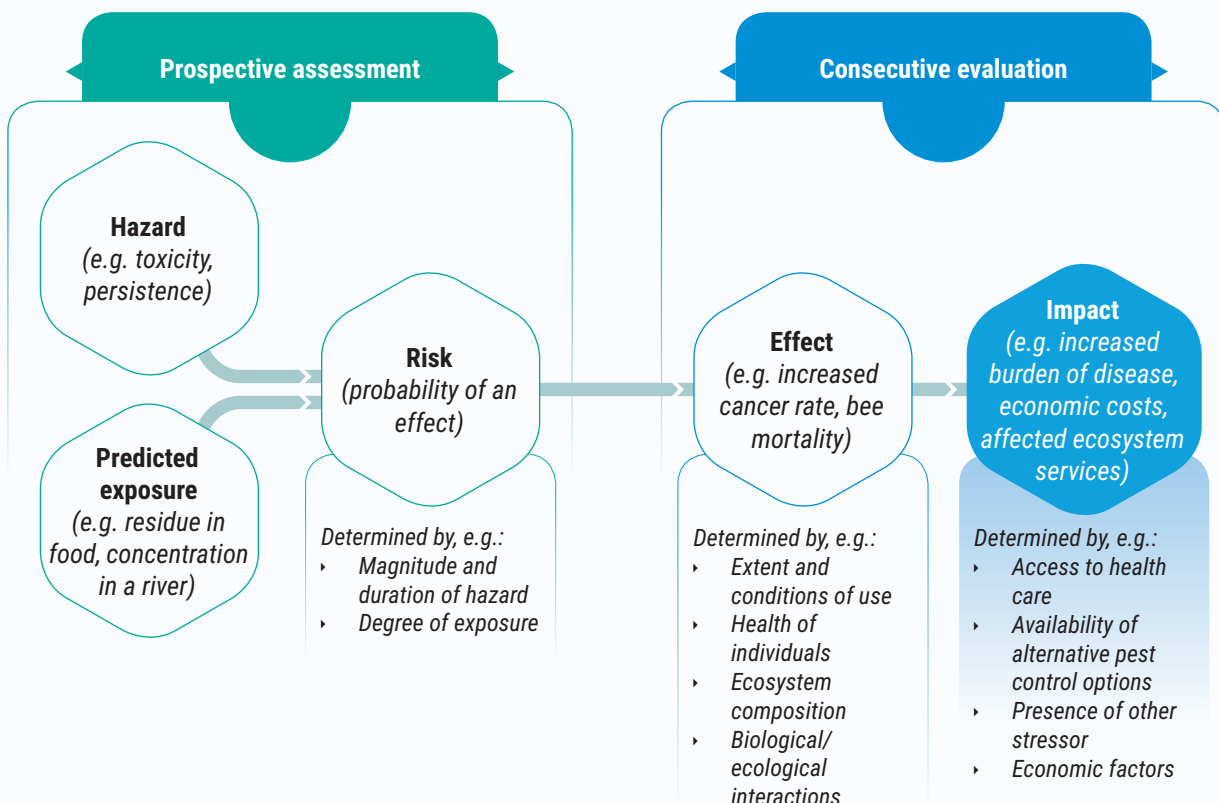 Prospective assessment
Consecutive evaluation
Hazard
(e.g. toxicity,
persistence)
Predicted
exposure
(e.g. residue in
food, concentration
in a river)
Risk
(probability of an
effect)
Determined by, e.g.:
‣ Magnitude and
duration of hazard
‣ Degree of exposure
Effect
(e.g. increased
cancer rate, bee
mortality)
Determined by, e.g.:
‣ Extent and
conditions of use
‣ Health of
individuals
‣ Ecosystem
composition
‣ Biological/
ecological
interactions
Impact
(e.g. increased
burden of disease,
economic costs,
affected ecosystem
services)
Determined by, e.g.:
‣ Access to health
care
‣ Availability of
alternative pest
control options
‣ Presence of other
stressor
‣ Economic factors